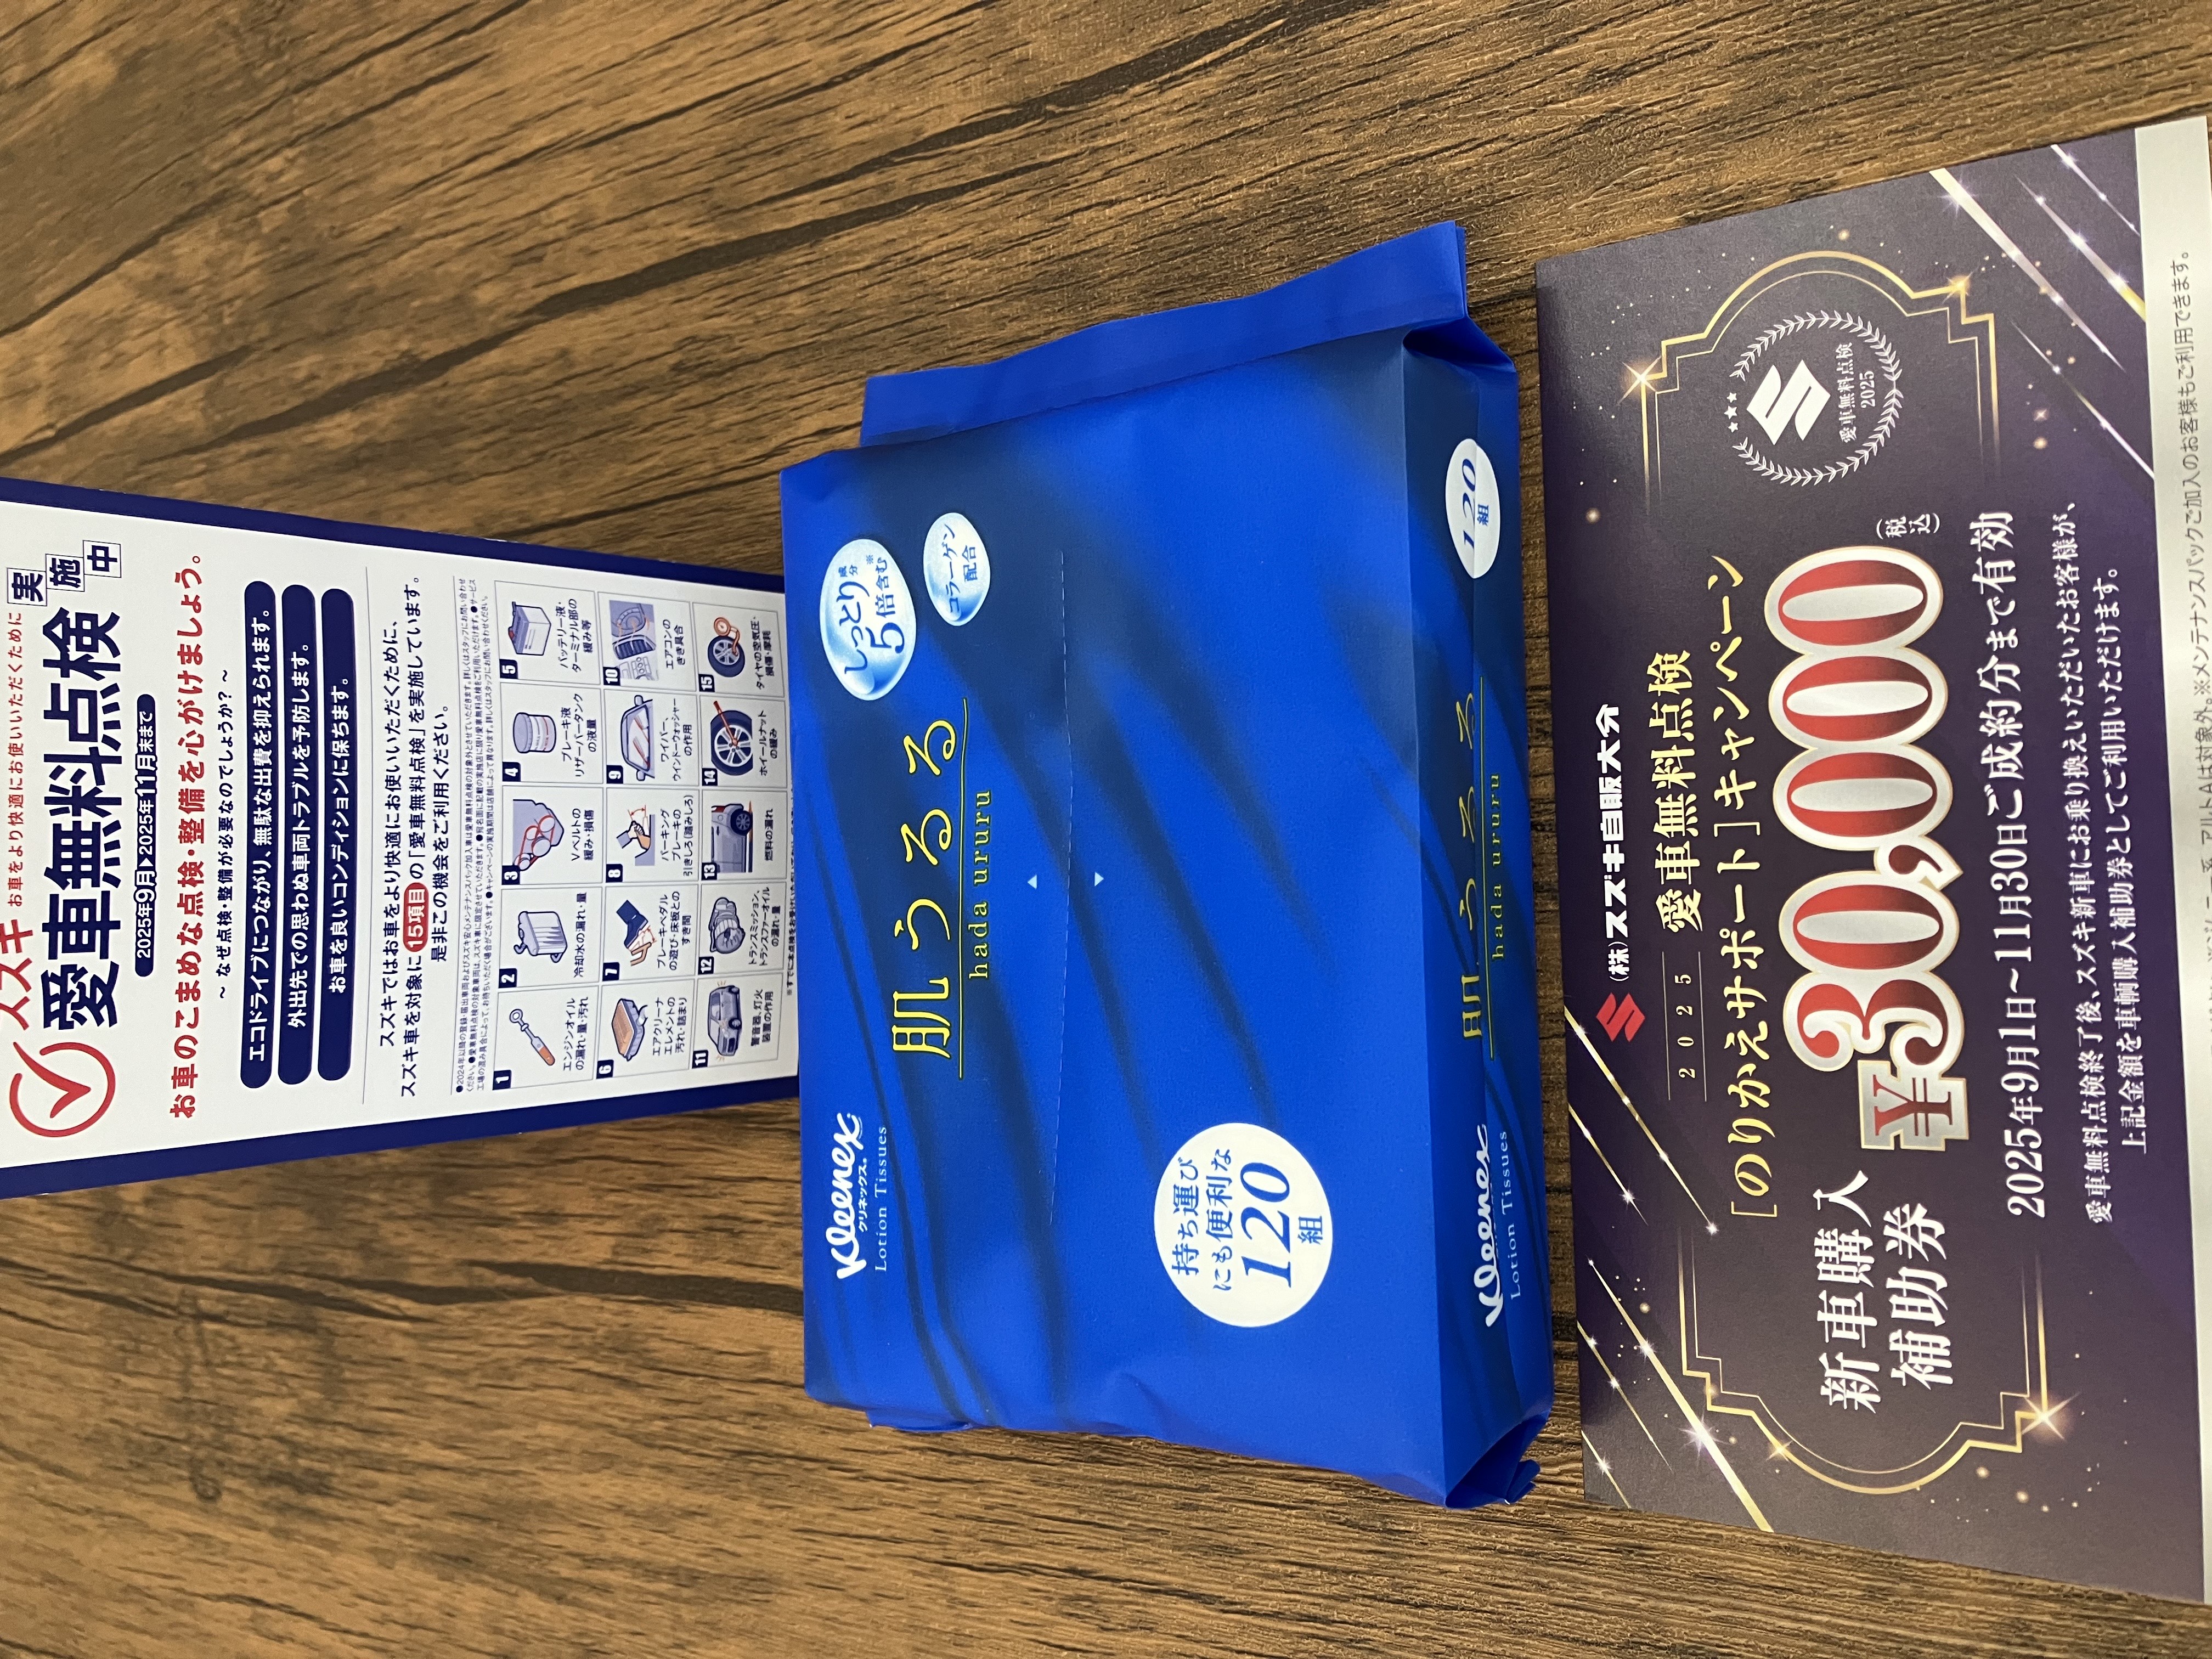 スズキ お車をより快適にお使いいただくために
愛車無料点検 実施中
2025年9月▶2025年11月末まで
お車のこまめな点検・整備を心がけましょう。
～なぜ点検・整備が必要なのでしょうか？～
エコドライブにつながり、無駄な出費を抑えられます。
外出先での思わぬ車両トラブルを予防します。
お車を良いコンディションに保ちます。
スズキではお車をより快適にお使いいただくために、
スズキ車を対象に15項目の「愛車無料点検」を実施しています。
是非この機会をご利用ください。
1
エンジンオイル
の漏れ・量・汚れ
2
冷却水の漏れ・量
3
Vベルトの
緩み・損傷
4
ブレーキ液
リザーバータンク
の液量
5
バッテリー液・
ターミナル部の
緩み等
6
エアクリーナ
エレメントの
汚れ・詰まり
7
ブレーキペダル
の遊び・床板との
すき間
8
パーキング
ブレーキの
引きしろ(踏みしろ)
9
ワイパー、
ウインドーウォッシャー
の作用
10
エアコンの
きき具合
11
警音器、灯火
装置の作用
12
トランスミッション、
トランスファーオイル
の漏れ・量
13
燃料の漏れ
14
ホイールナット
の緩み
15
タイヤの空気圧・
損傷・摩耗
Kleenex
クリネックス®
Lotion Tissues
肌うるる
hada ururu
しっとり成分
5倍含む※
コラーゲン
配合
持ち運び
にも便利な
120
組
Kleenex
Lotion Tissues
肌うるる
hada ururu
120
組
(株)スズキ自販大分
2025 愛車無料点検
［のりかえサポート］キャンペーン
新車購入
補助券
¥30,000(税込)
2025年9月1日～11月30日ご成約分まで有効
愛車無料点検終了後、スズキ新車にお乗り換えいただいたお客様が、
上記金額を車輌購入補助券としてご利用いただけます。
愛車無料点検
2025
アルトAは対象外。※メンテナンスパックご加入のお客様もご利用できます。